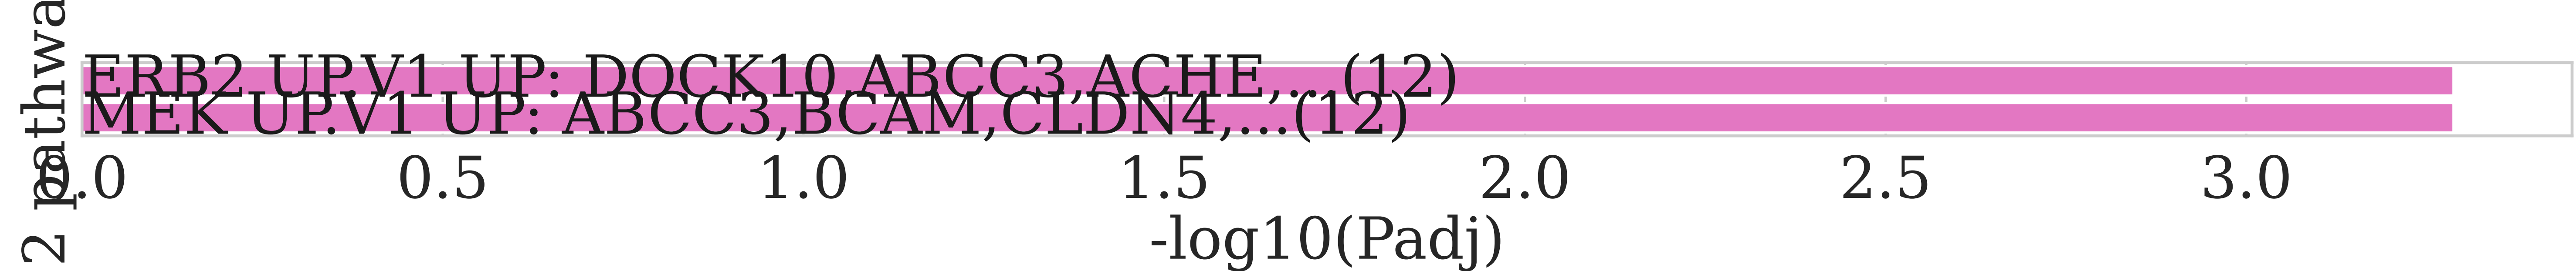 2 pathwa
ERB2 UP.V1 UP: DOCK10,ABCC3,ACHE,...(12)
MEK UP.V1 UP: ABCC3,BCAM,CLDN4,...(12)
0.0 0.5 1.0 1.5 2.0 2.5 3.0
-log10(Padj)